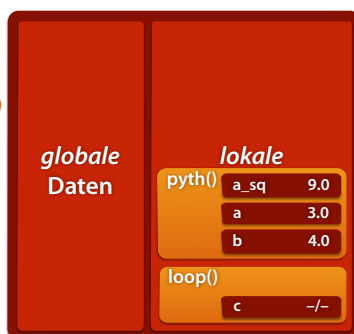 globale
Daten
lokale
pyth()
a_sq 9.0
a 3.0
b 4.0
loop()
c –/–